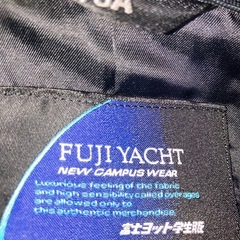 FUJI YACHT
NEW CAMPUS WEAR
Luxurious feeling of the fabric
and high sensibility called overages
are allowed only to
this authentic merchandise.
富士ヨット学生服